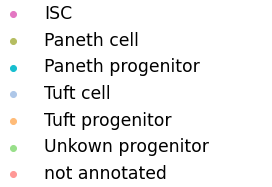 ISC
Paneth cell
Paneth progenitor
Tuft cell
Tuft progenitor
Unkown progenitor
not annotated